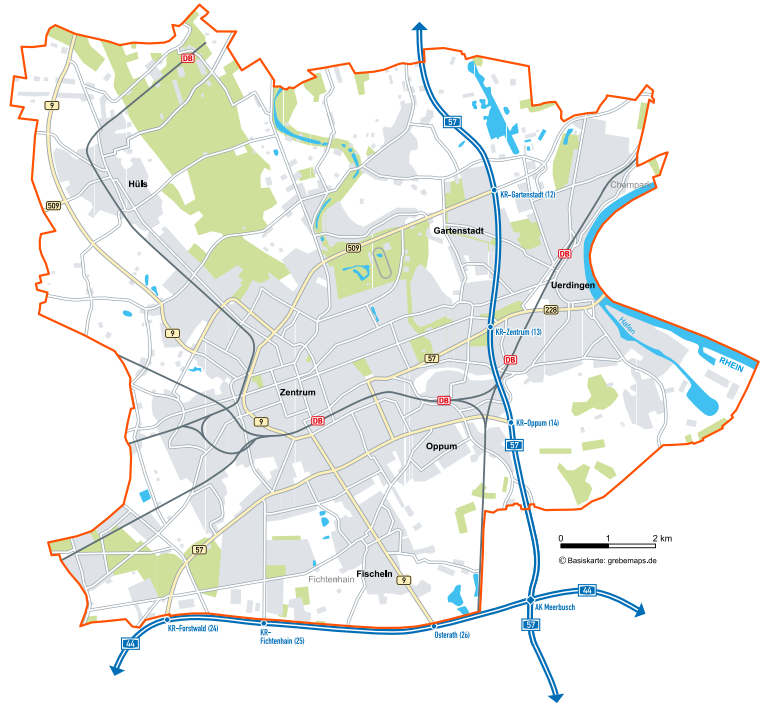 DB
9
57
Hüls
Chempark
KR-Gartenstadt (12)
509
Gartenstadt
509
DB
Uerdingen
228
Hafen
9
KR-Zentrum (13)
57
DB
RHEIN
Zentrum
DB
9
DB
KR-Oppum (14)
Oppum
57
0 1 2 km
57
© Basiskarte: grebemaps.de
Fischeln
Fichtenhain
9
44
AK Meerbusch
KR-Forstwald (24)
KR-
Fichtenhain (25)
Osterath (26)
57
44